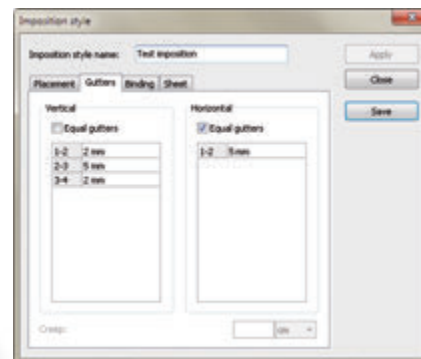 Imposition style
Imposition style name: Test imposition
Apply
Placement Gutters Binding Sheet
Close
Vertical Horizontal
Save
Equal gutters Equal gutters
1-2 2 mm 1-2 5 mm
2-3 5 mm
3-4 2 mm
Creep: cm